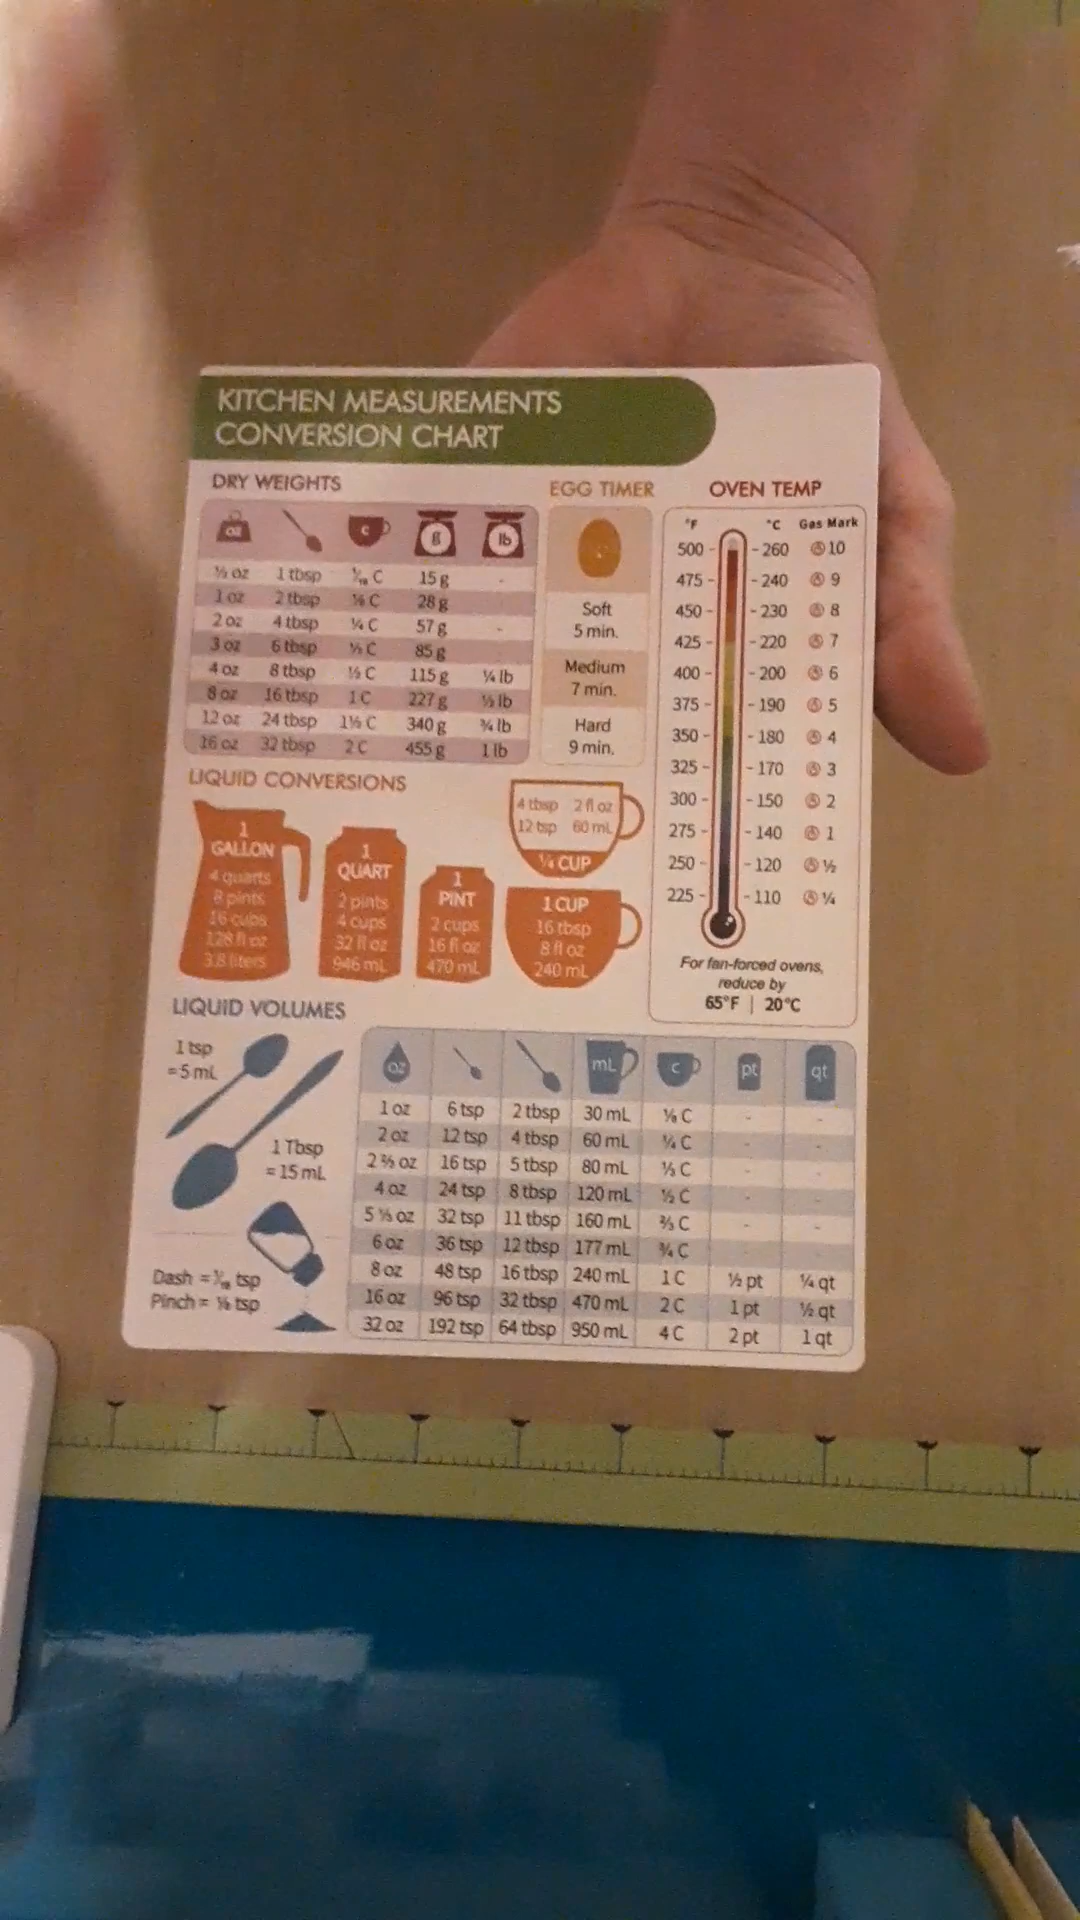 KITCHEN MEASUREMENTS
CONVERSION CHART
DRY WEIGHTS
oz c g lb
½ oz 1 tbsp C 15 g -
1 oz 2 tbsp ⅛ C 28 g
2 oz 4 tbsp ¼ C 57 g -
3 oz 6 tbsp ⅓ C 85 g
4 oz 8 tbsp ½ C 115 g ¼ lb
8 oz 16 tbsp 1 C 227 g ½ lb
12 oz 24 tbsp 1½ C 340 g ¾ lb
16 oz 32 tbsp 2 C 455 g 1 lb
EGG TIMER
Soft
5 min.
Medium
7 min.
Hard
9 min.
OVEN TEMP
°F °C Gas Mark
500 - - 260 10
475 - - 240 9
450 - - 230 8
425 - - 220 7
400 - - 200 6
375 - - 190 5
350 - - 180 4
325 - - 170 3
300 - - 150 2
275 - - 140 1
250 - - 120 ½
225 - - 110 ¼
For fan-forced ovens,
reduce by
65°F | 20°C
LIQUID CONVERSIONS
1
GALLON
4 quarts
8 pints
16 cups
128 fl oz
3.8 liters
1
QUART
2 pints
4 cups
32 fl oz
946 mL
1
PINT
2 cups
16 fl oz
470 mL
4 tbsp 2 fl oz
12 tsp 60 mL
¼ CUP
1 CUP
16 tbsp
8 fl oz
240 mL
LIQUID VOLUMES
1 tsp
= 5 mL
1 Tbsp
= 15 mL
Dash = tsp
Pinch = tsp
oz mL c pt qt
1 oz 6 tsp 2 tbsp 30 mL ⅛ C - -
2 oz 12 tsp 4 tbsp 60 mL ¼ C - -
2 ⅔ oz 16 tsp 5 tbsp 80 mL ⅓ C - -
4 oz 24 tsp 8 tbsp 120 mL ½ C - -
5 ⅓ oz 32 tsp 11 tbsp 160 mL ⅔ C - -
6 oz 36 tsp 12 tbsp 177 mL ¾ C - -
8 oz 48 tsp 16 tbsp 240 mL 1 C ½ pt ¼ qt
16 oz 96 tsp 32 tbsp 470 mL 2 C 1 pt ½ qt
32 oz 192 tsp 64 tbsp 950 mL 4 C 2 pt 1 qt